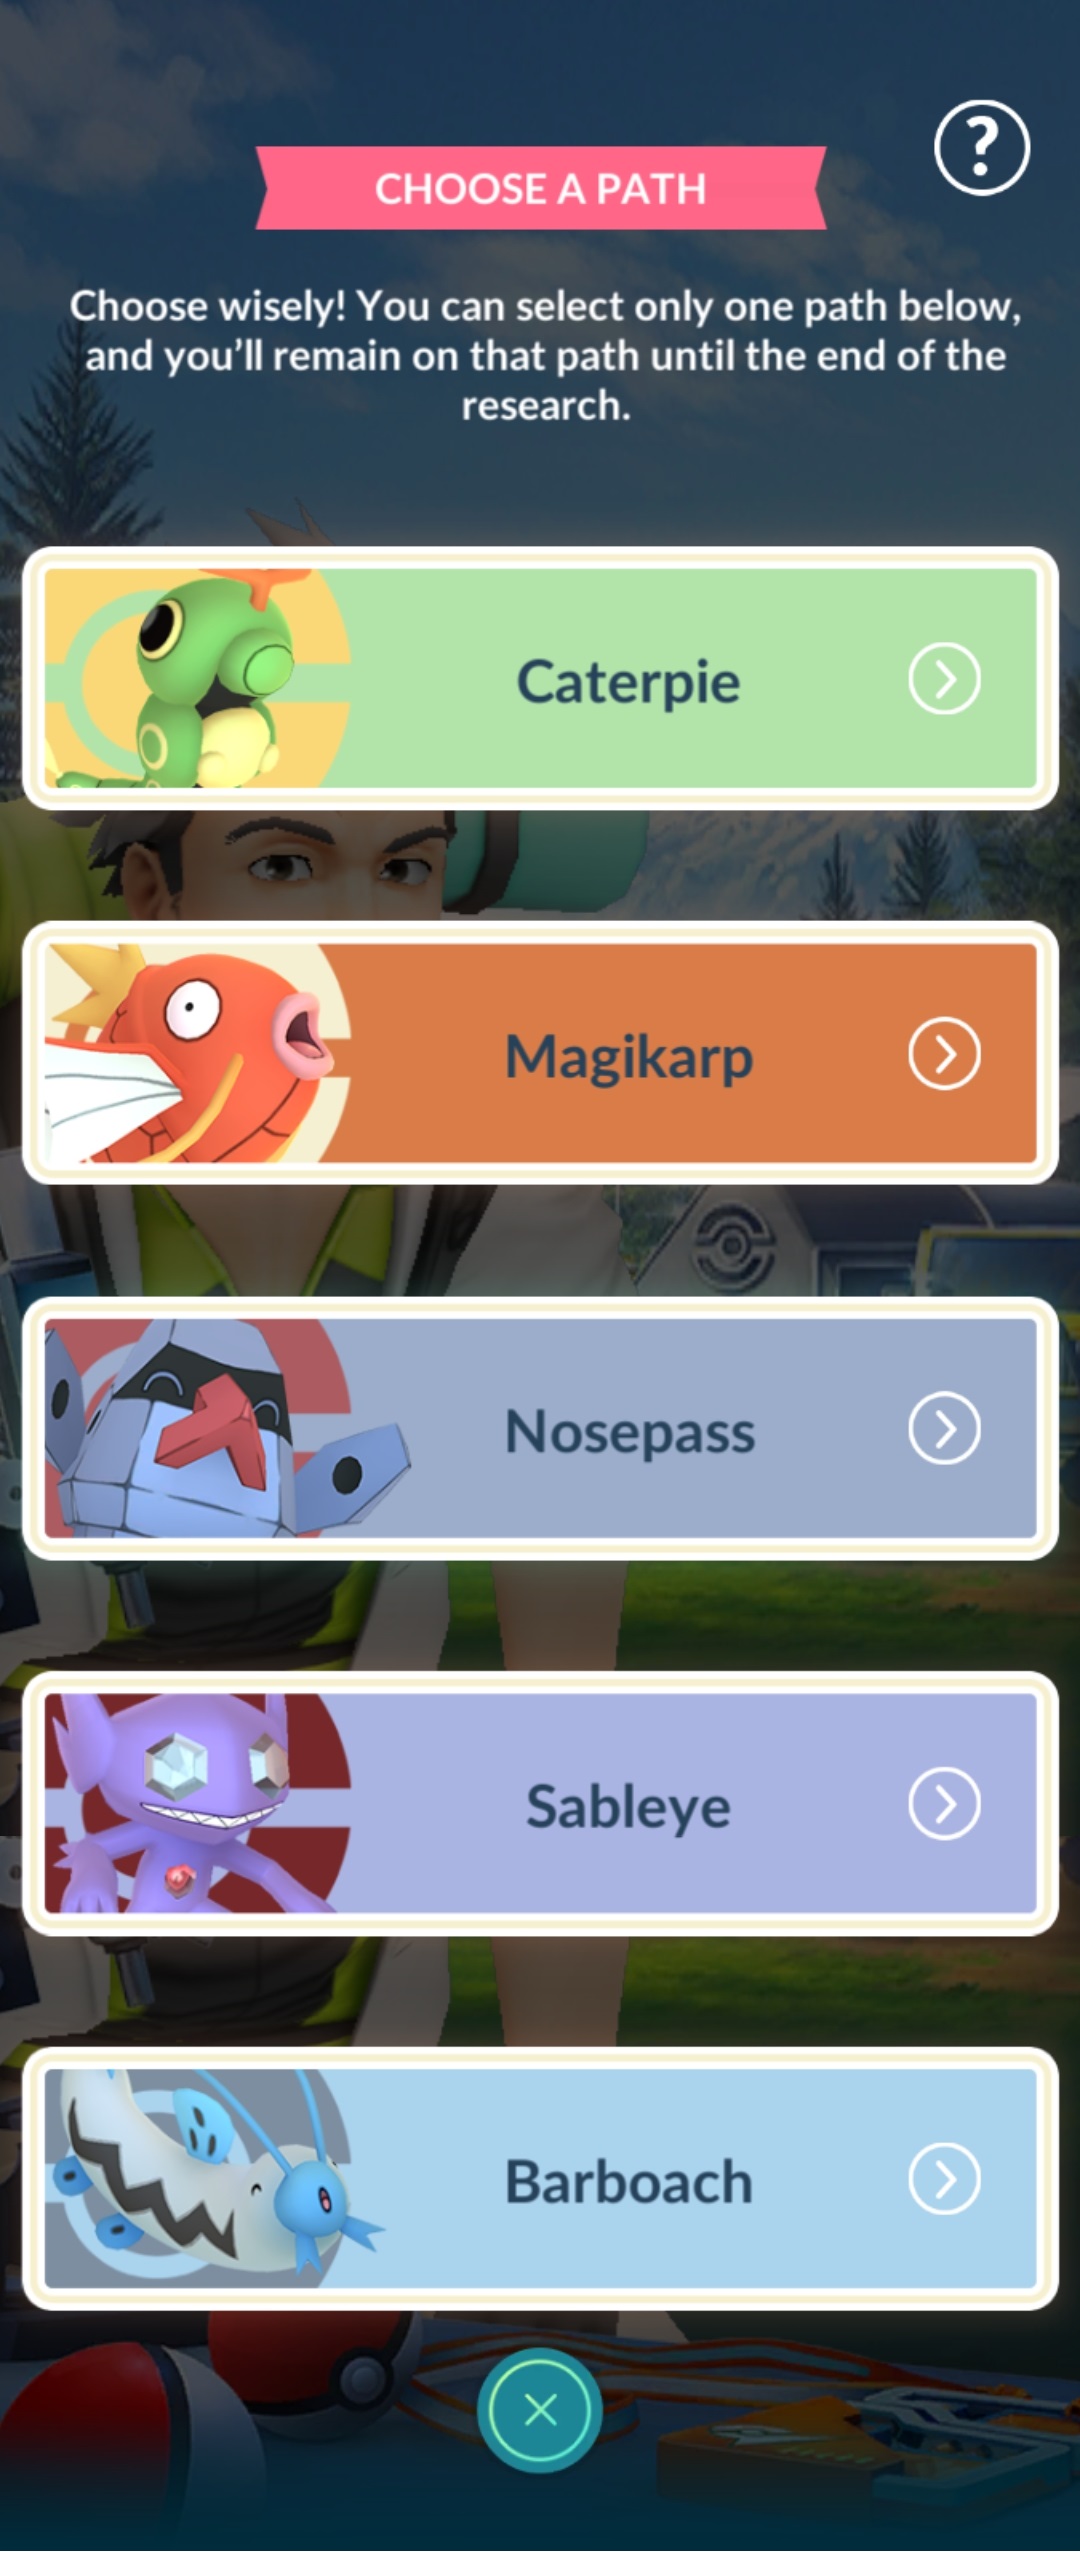 ?
CHOOSE A PATH
Choose wisely! You can select only one path below,
and you’ll remain on that path until the end of the
research.
Caterpie
Magikarp
Nosepass
Sableye
Barboach